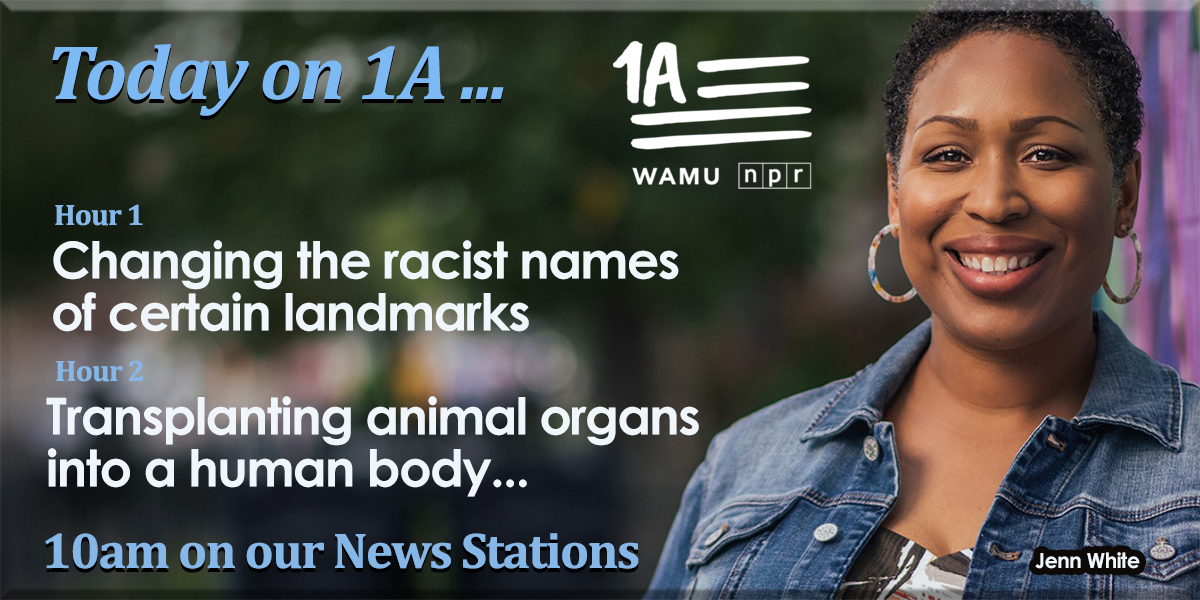 Today on 1A ...
1A
WAMU npr
Hour 1
Changing the racist names
of certain landmarks
Hour 2
Transplanting animal organs
into a human body...
10am on our News Stations
Jenn White